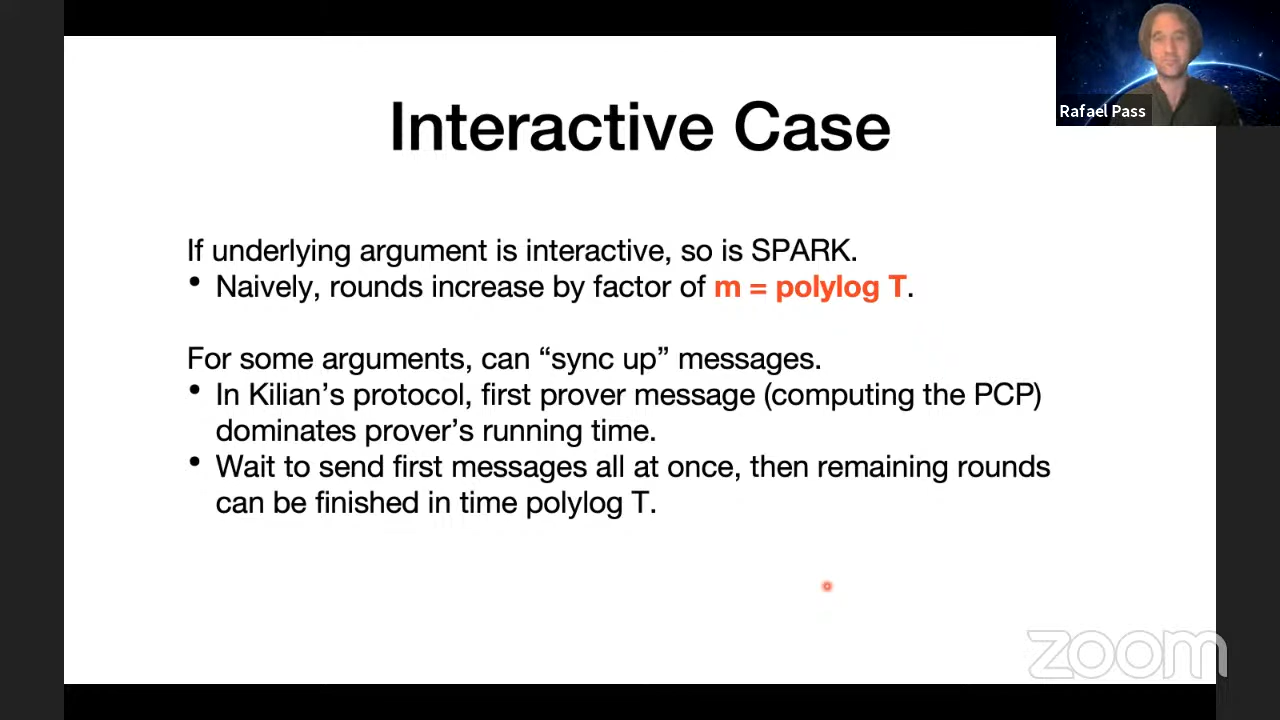 Interactive Case
Rafael Pass
If underlying argument is interactive, so is SPARK.
• Naively, rounds increase by factor of m = polylog T.
For some arguments, can “sync up” messages.
• In Kilian’s protocol, first prover message (computing the PCP)
dominates prover’s running time.
• Wait to send first messages all at once, then remaining rounds
can be finished in time polylog T.
zoom